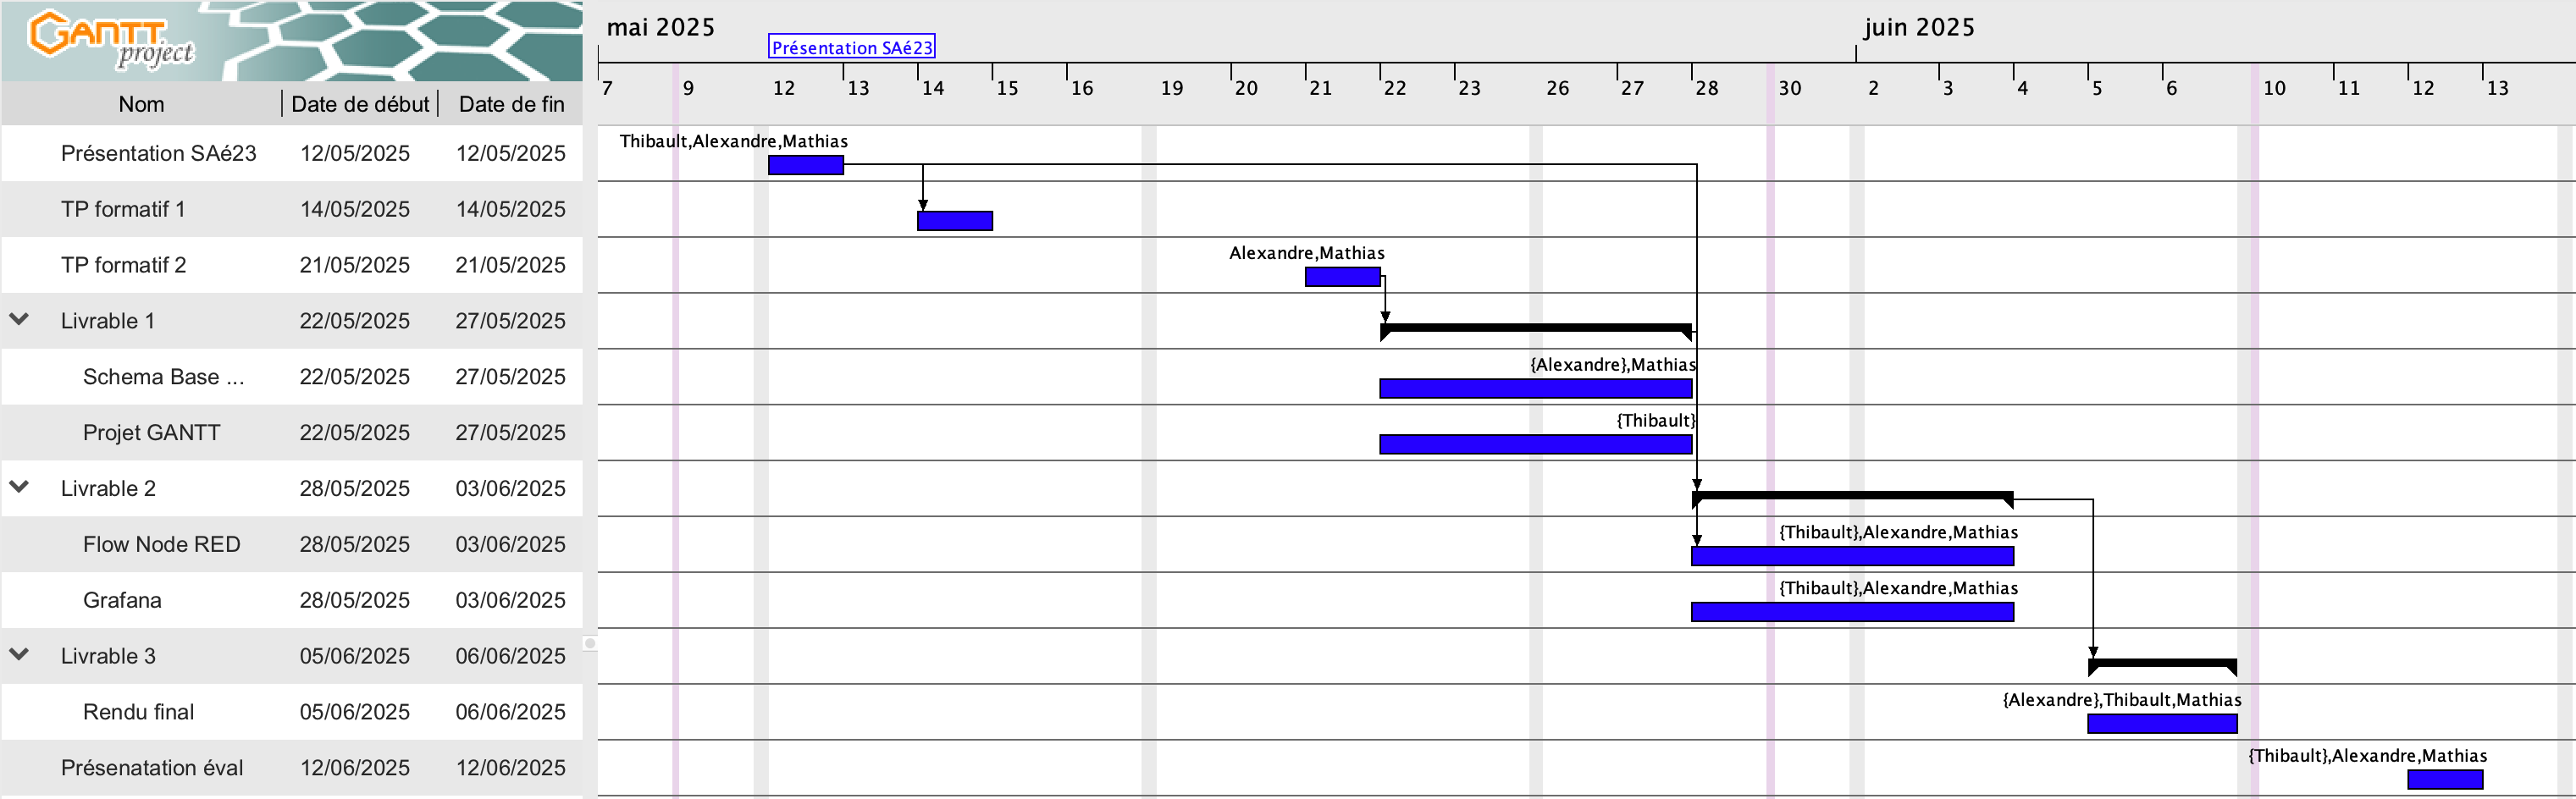 GANTT
project
mai 2025
juin 2025
Présentation SAé23
7 9 12 13 14 15 16 19 20 21 22 23 26 27 28 30 2 3 4 5 6 10 11 12 13
Nom Date de début Date de fin
Thibault,Alexandre,Mathias
Présentation SAé23 12/05/2025 12/05/2025
TP formatif 1 14/05/2025 14/05/2025
Alexandre,Mathias
TP formatif 2 21/05/2025 21/05/2025
Livrable 1 22/05/2025 27/05/2025
{Alexandre},Mathias
Schema Base ... 22/05/2025 27/05/2025
{Thibault}
Projet GANTT 22/05/2025 27/05/2025
Livrable 2 28/05/2025 03/06/2025
{Thibault},Alexandre,Mathias
Flow Node RED 28/05/2025 03/06/2025
{Thibault},Alexandre,Mathias
Grafana 28/05/2025 03/06/2025
Livrable 3 05/06/2025 06/06/2025
{Alexandre},Thibault,Mathias
Rendu final 05/06/2025 06/06/2025
{Thibault},Alexandre,Mathias
Présenatation éval 12/06/2025 12/06/2025